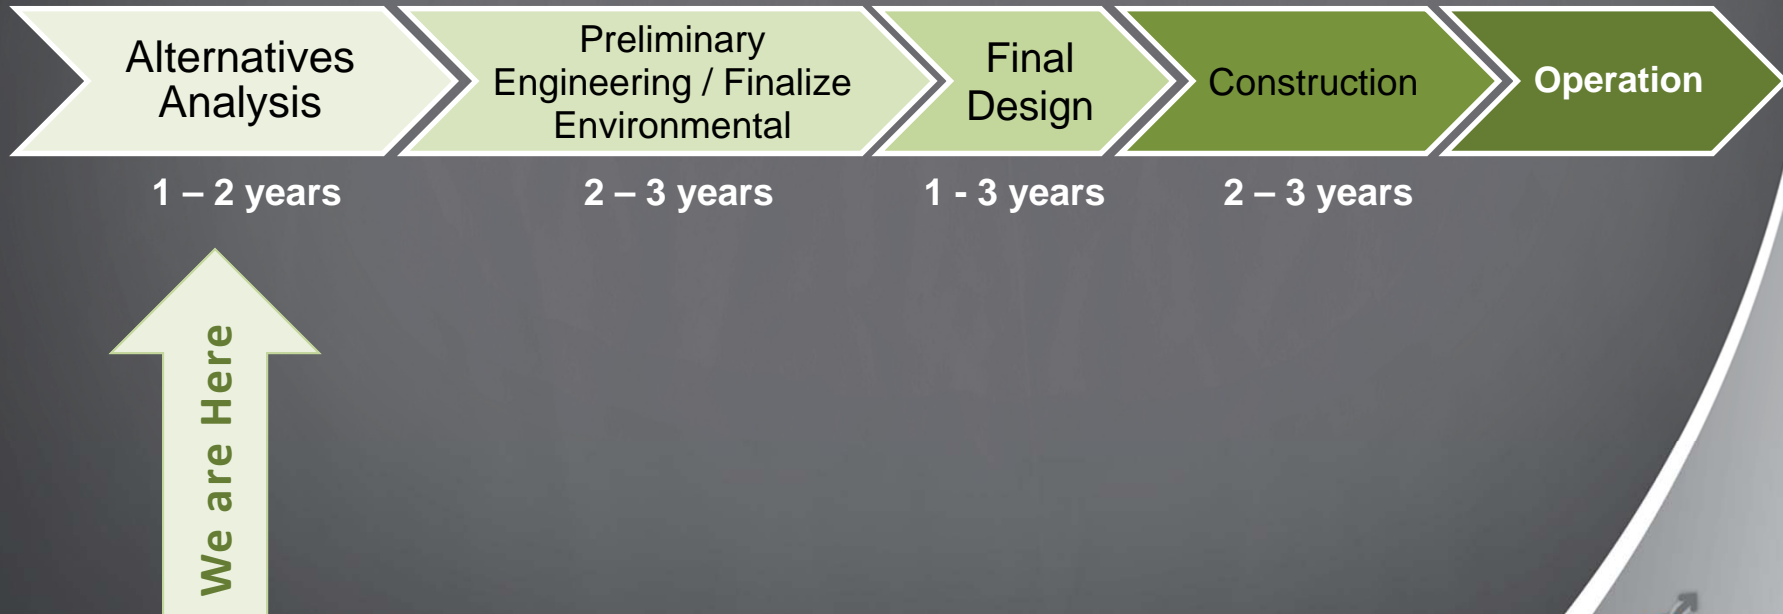 Alternatives
Analysis
Preliminary
Engineering / Finalize
Environmental
Final
Design
Construction
Operation
1 – 2 years
2 – 3 years
1 - 3 years
2 – 3 years
We are Here